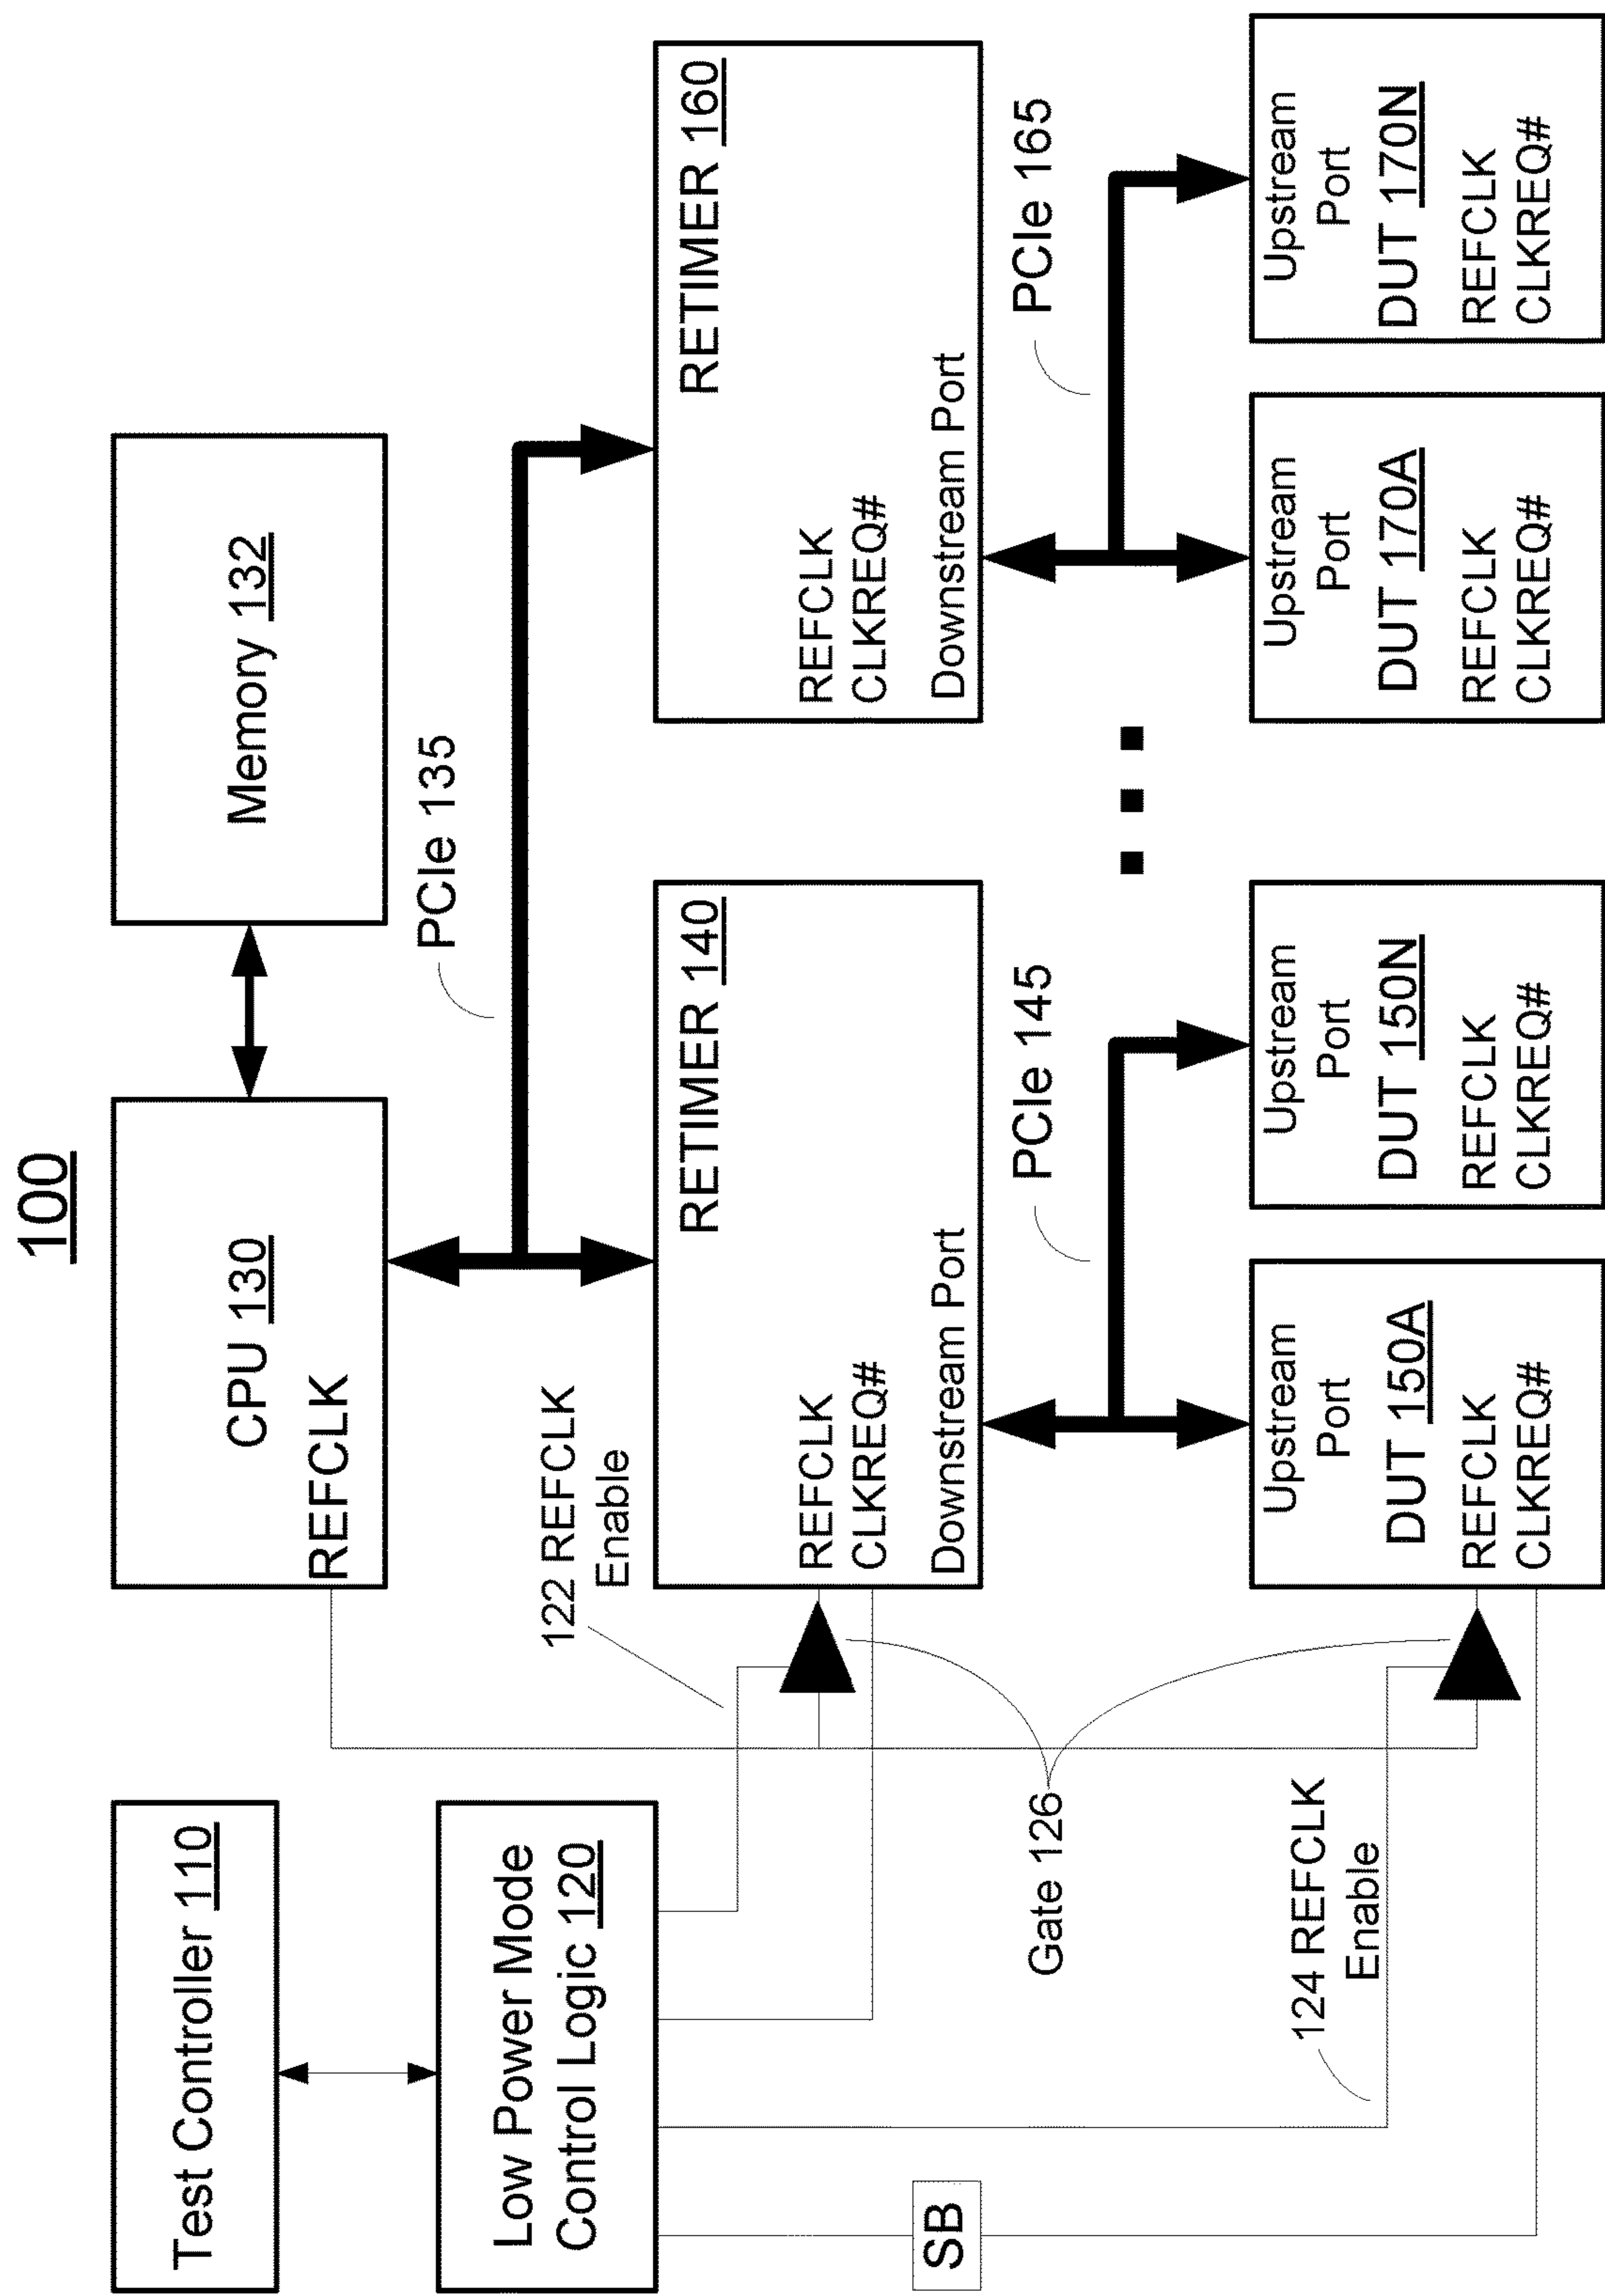 100
Test Controller 110
CPU 130
REFCLK
Memory 132
Low Power Mode
Control Logic 120
PCIe 135
122 REFCLK
Enable
RETIMER 140
REFCLK
CLKREQ#
Downstream Port
RETIMER 160
REFCLK
CLKREQ#
Downstream Port
SB
Gate 126
PCIe 145
PCIe 165
124 REFCLK
Enable
Upstream
Port
DUT 150A
REFCLK
CLKREQ#
Upstream
Port
DUT 150N
REFCLK
CLKREQ#
Upstream
Port
DUT 170A
REFCLK
CLKREQ#
Upstream
Port
DUT 170N
REFCLK
CLKREQ#